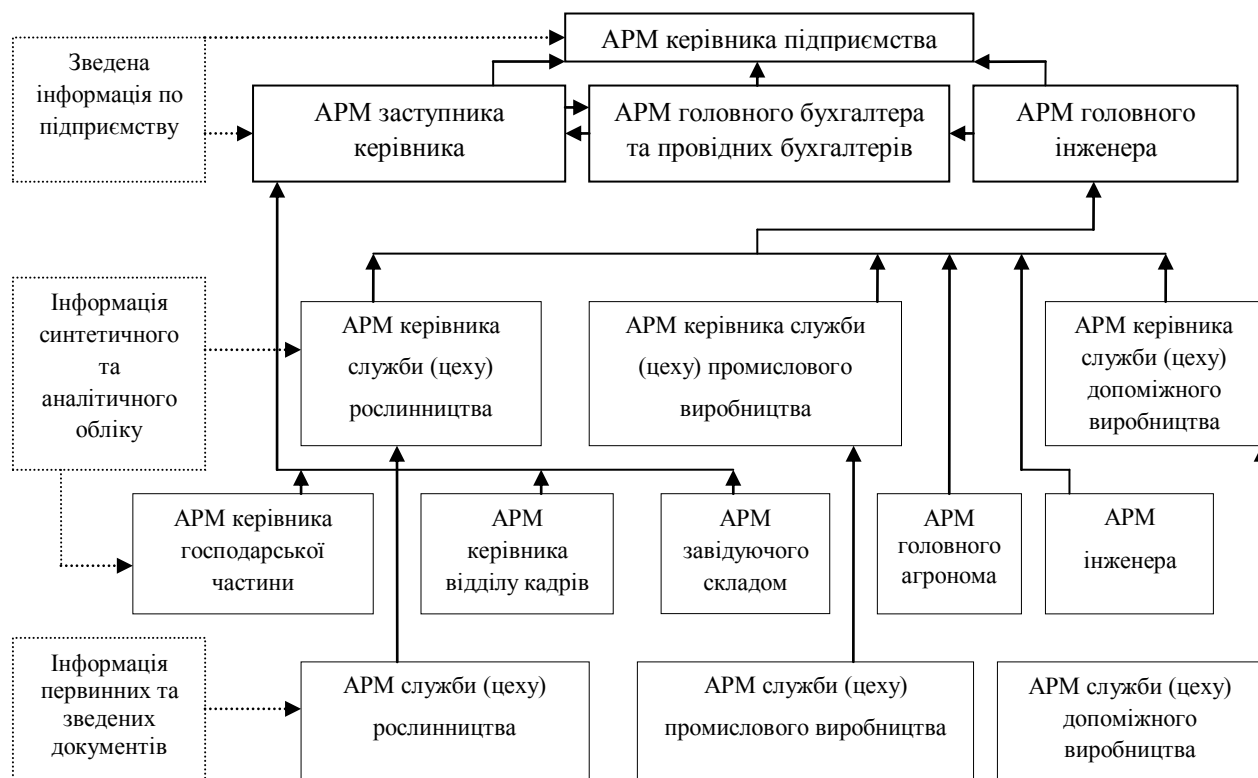 АРМ керівника підприємства
Зведена
інформація по
підприємству
АРМ заступника
керівника
АРМ головного бухгалтера
та провідних бухгалтерів
АРМ головного
інженера
Інформація
синтетичного
та
аналітичного
обліку
АРМ керівника
служби (цеху)
рослинництва
АРМ керівника служби
(цеху) промислового
виробництва
АРМ керівника
служби (цеху)
допоміжного
виробництва
АРМ керівника
господарської
частини
АРМ
керівника
відділу кадрів
АРМ
завідуючого
складом
АРМ
головного
агронома
АРМ
інженера
Інформація
первинних та
зведених
документів
АРМ служби (цеху)
рослинництва
АРМ служби (цеху)
промислового виробництва
АРМ служби (цеху)
допоміжного
виробництва